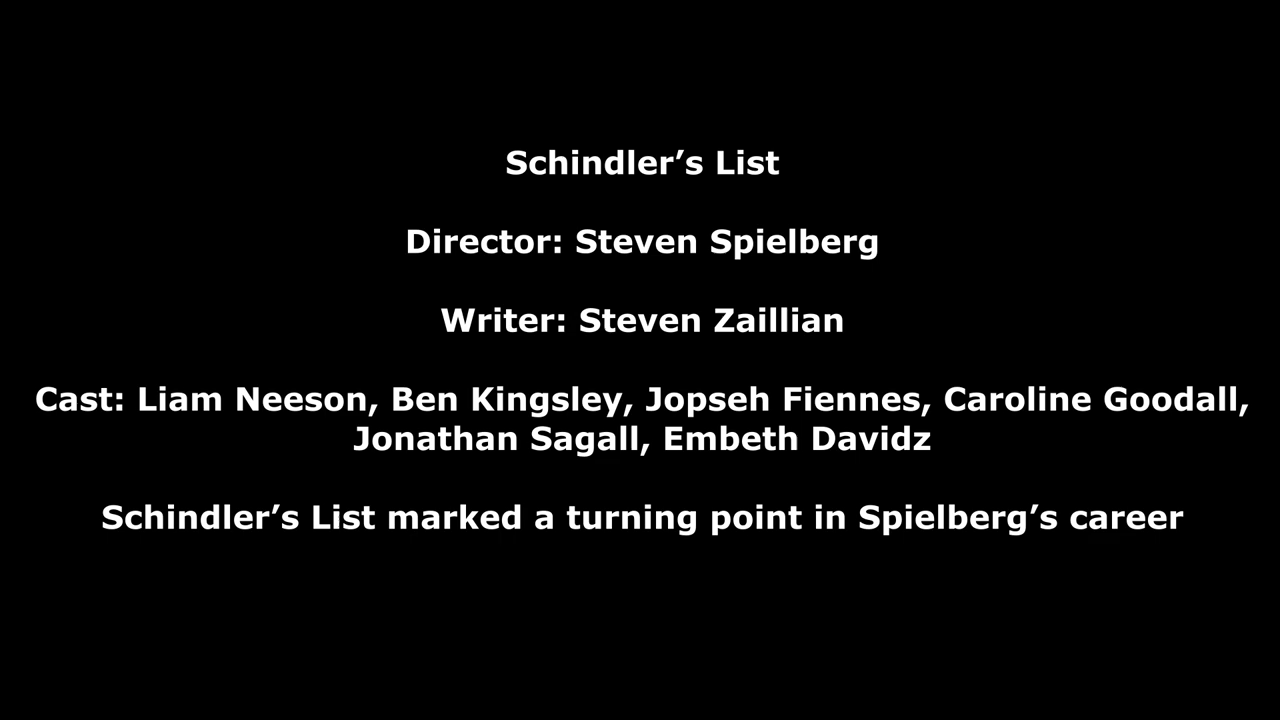 Schindler’s List
Director: Steven Spielberg
Writer: Steven Zaillian
Cast: Liam Neeson, Ben Kingsley, Jopseh Fiennes, Caroline Goodall,
Jonathan Sagall, Embeth Davidz
Schindler’s List marked a turning point in Spielberg’s career